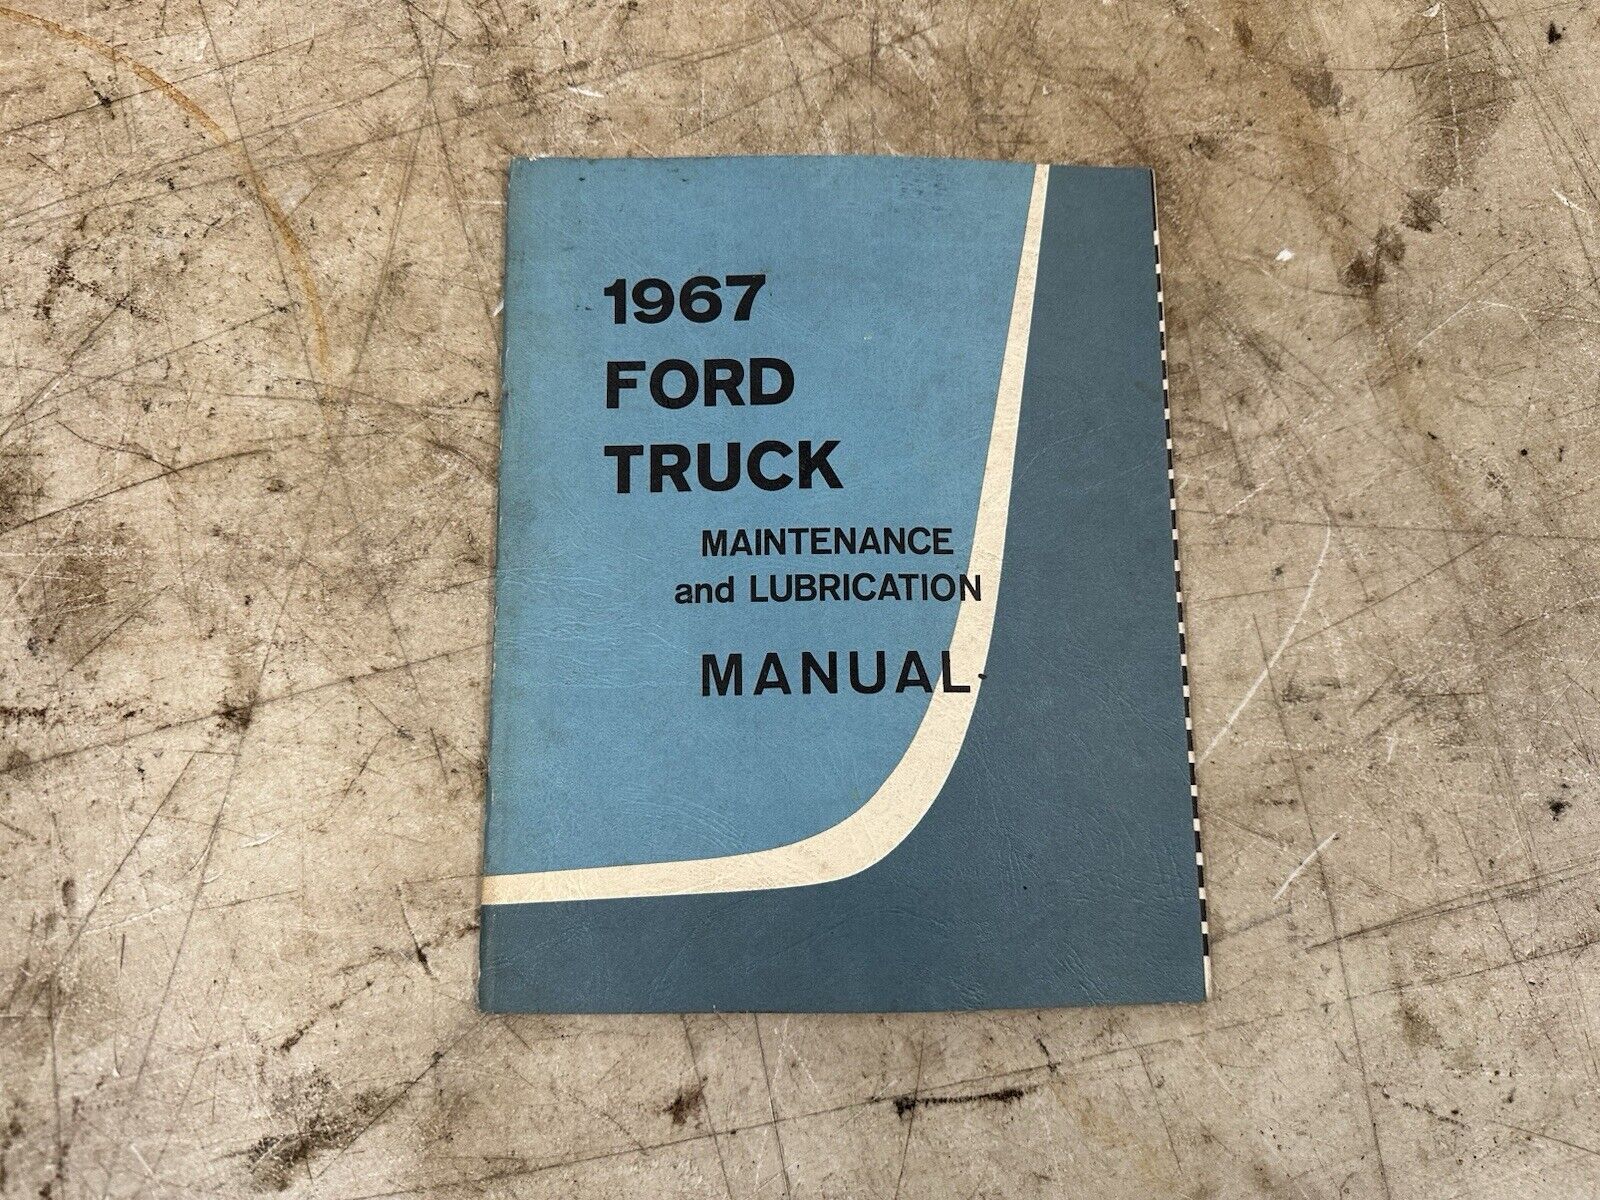 1967
FORD
TRUCK
MAINTENANCE
and LUBRICATION
MANUAL